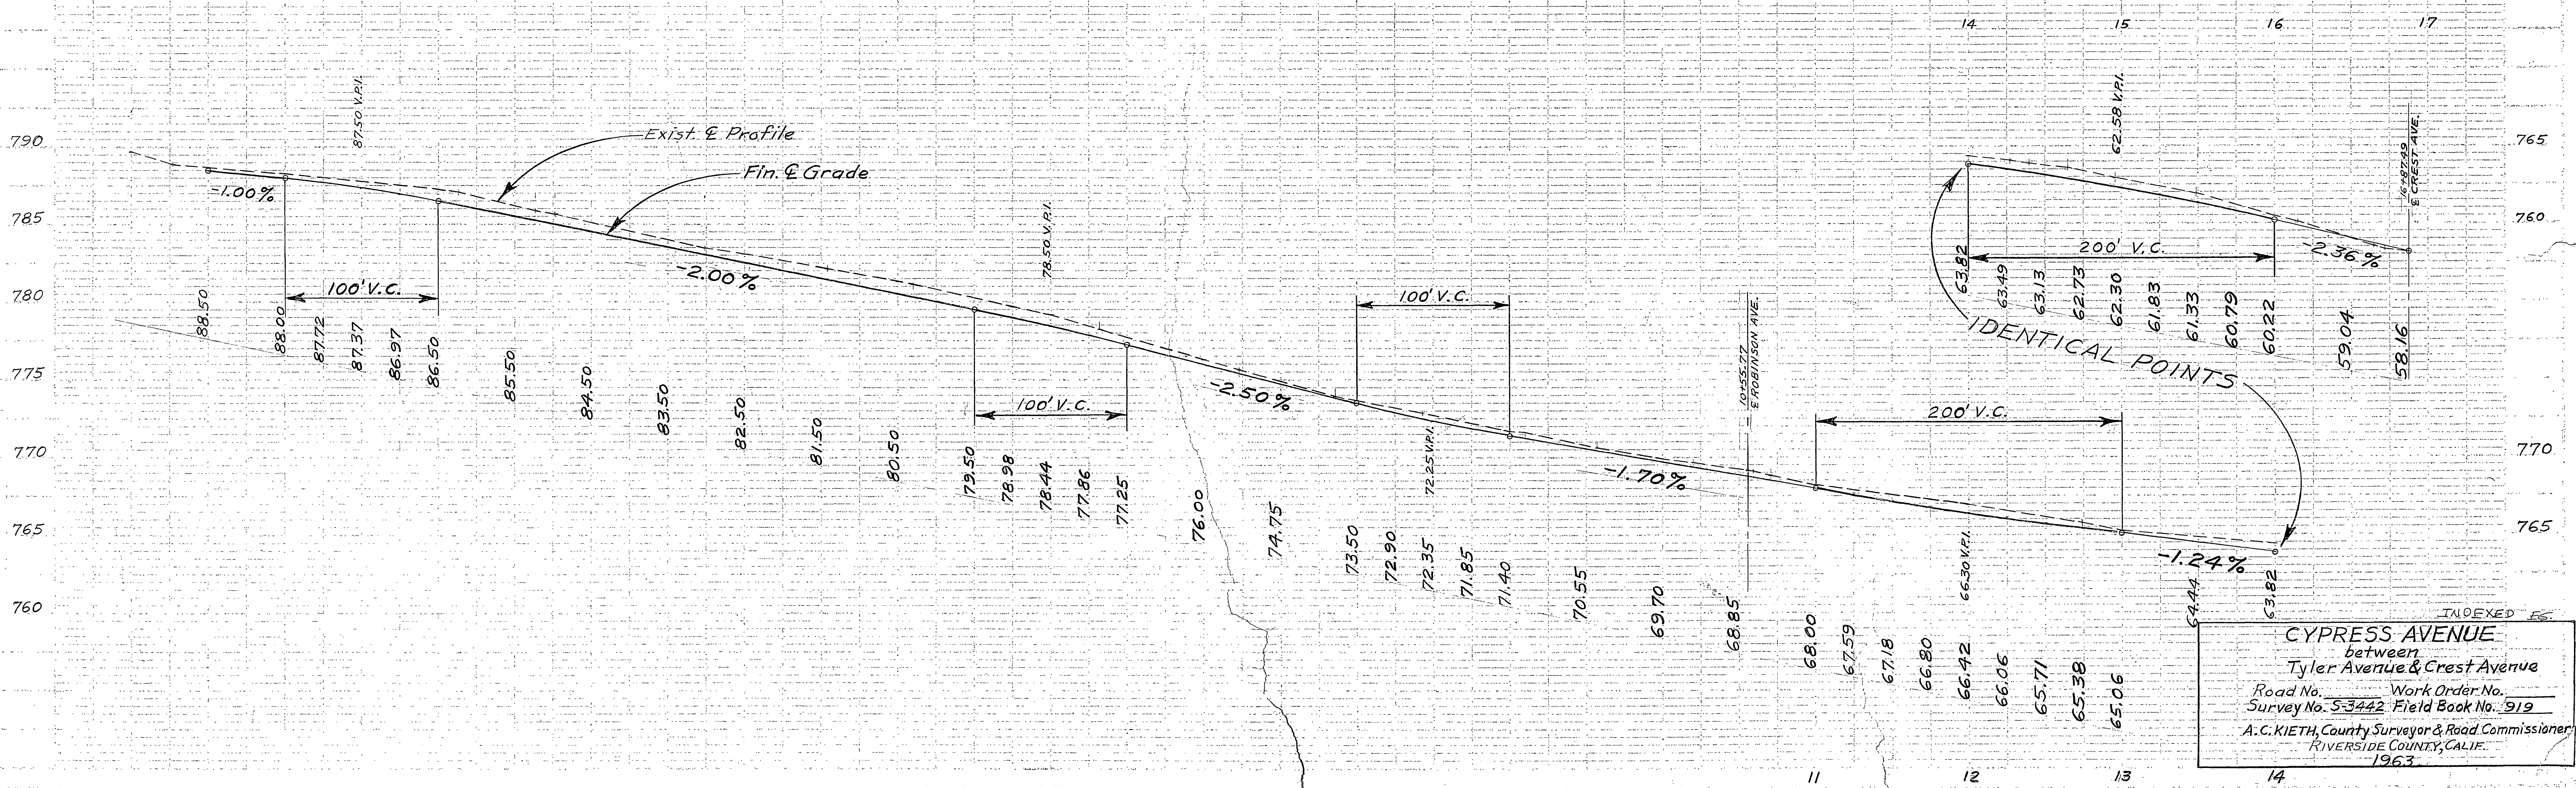 14 15 16 17
790
785
780
775
770
765
760
765
760
770
765
87.50 V.P.I.
Exist. ℄ Profile
Fin. ℄ Grade
-1.00%
100' V.C.
-2.00%
78.50 V.P.I.
100' V.C.
-2.50%
100' V.C.
72.25 V.P.I.
-1.70%
10+55.77
℄ ROBINSON AVE.
200' V.C.
66.30 V.P.I.
-1.24%
62.58 V.P.I.
200' V.C.
-2.36%
16+87.49
℄ CREST AVE.
IDENTICAL POINTS
88.50
88.00
87.72
87.37
86.97
86.50
85.50
84.50
83.50
82.50
81.50
80.50
79.50
78.98
78.44
77.86
77.25
76.00
74.75
73.50
72.90
72.35
71.85
71.40
70.55
69.70
68.85
68.00
67.59
67.18
66.80
66.42
66.06
65.71
65.38
65.06
64.44
63.82
63.82
63.49
63.13
62.73
62.30
61.83
61.33
60.79
60.22
59.04
58.16
11 12 13 14
INDEXED
CYPRESS AVENUE
between
Tyler Avenue & Crest Avenue
Road No. Work Order No.
Survey No. S-3442 Field Book No. 919
A.C. KIETH, County Surveyor & Road Commissioner
RIVERSIDE COUNTY, CALIF.
1963